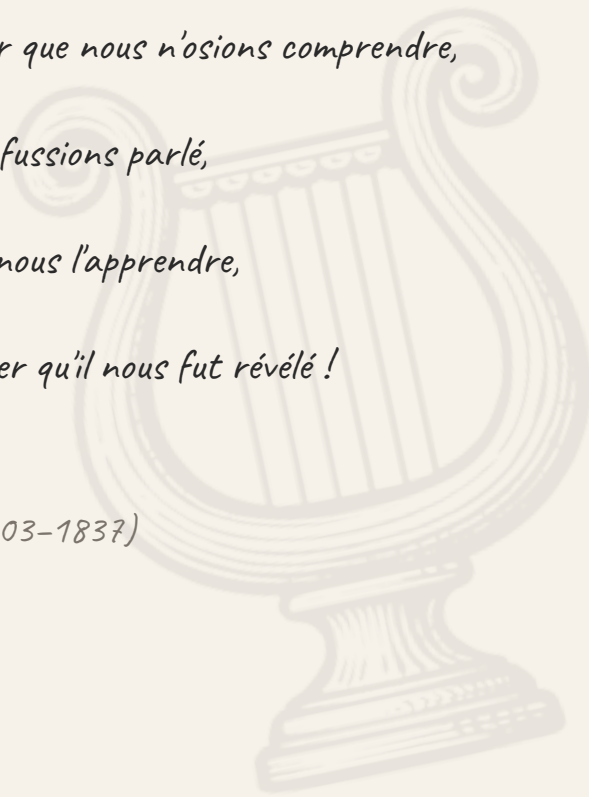 r que nous n'osions comprendre,
fussions parlé,
nous l'apprendre,
er qu'il nous fut révélé !
03–1837)